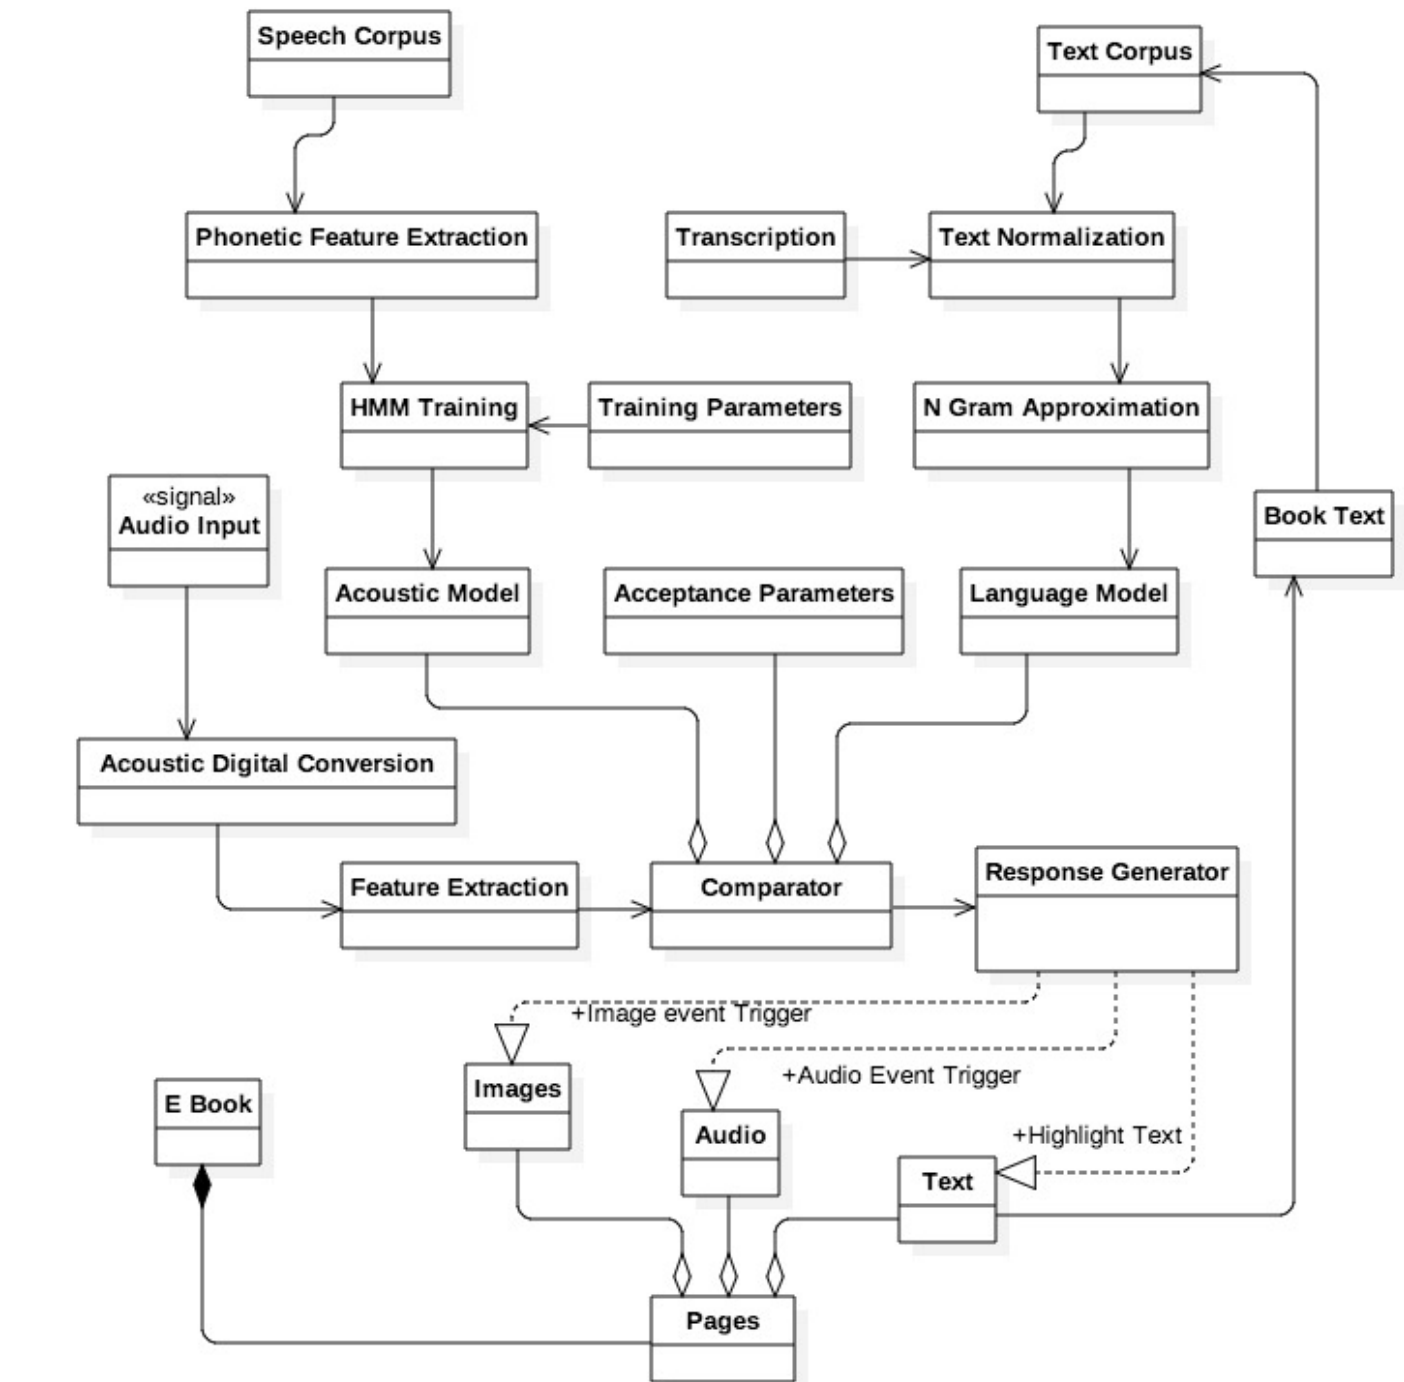 Speech Corpus
Text Corpus
Phonetic Feature Extraction
Transcription
Text Normalization
HMM Training
Training Parameters
N Gram Approximation
«signal»
Audio Input
Book Text
Acoustic Model
Acceptance Parameters
Language Model
Acoustic Digital Conversion
Feature Extraction
Comparator
Response Generator
+Image event Trigger
+Audio Event Trigger
+Highlight Text
E Book
Images
Audio
Text
Pages